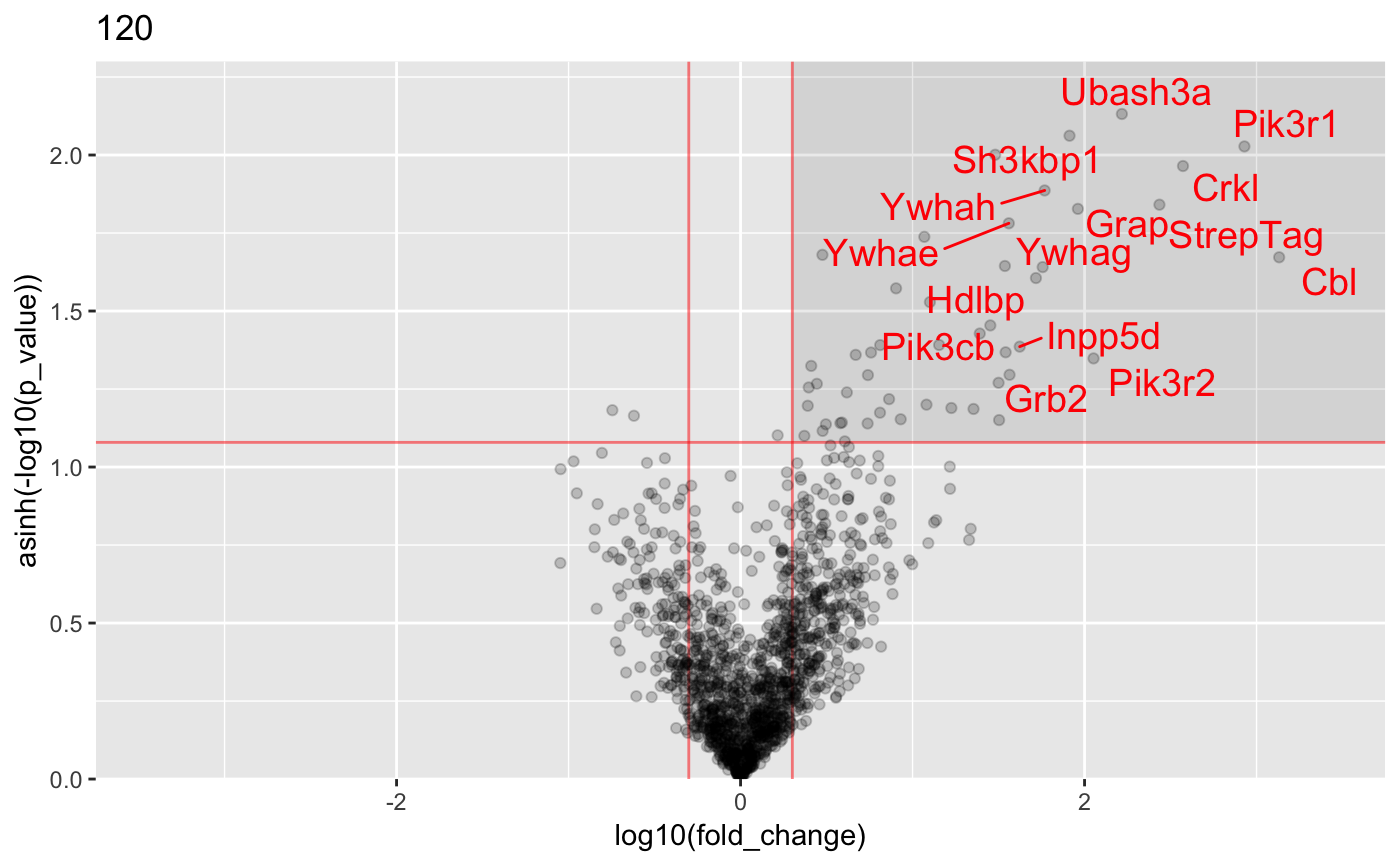 120
asinh(-log10(p_value))
2.0
1.5
1.0
0.5
0.0
Ubash3a
Pik3r1
Sh3kbp1
Crkl
Ywhah
Grap
StrepTag
Ywhae
Ywhag
Cbl
Hdlbp
Inpp5d
Pik3cb
Pik3r2
Grb2
-2
0
2
log10(fold_change)